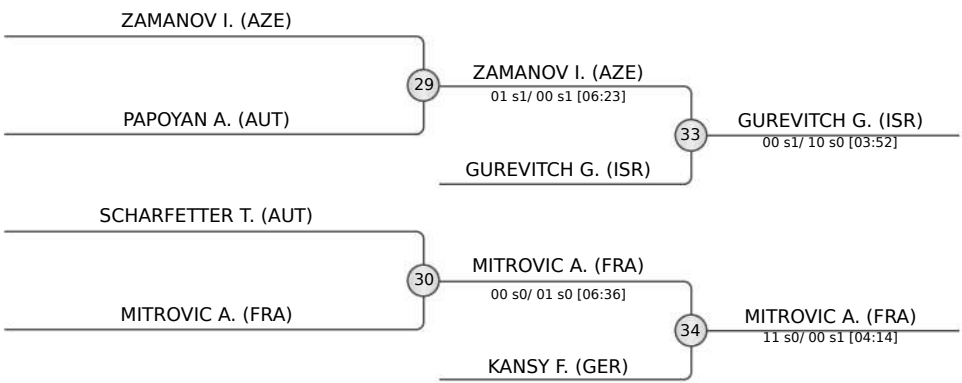 ZAMANOV I. (AZE)
29
ZAMANOV I. (AZE)
01 s1/ 00 s1 [06:23]
PAPOYAN A. (AUT)
33
GUREVITCH G. (ISR)
00 s1/ 10 s0 [03:52]
GUREVITCH G. (ISR)
SCHARFETTER T. (AUT)
30
MITROVIC A. (FRA)
00 s0/ 01 s0 [06:36]
MITROVIC A. (FRA)
34
MITROVIC A. (FRA)
11 s0/ 00 s1 [04:14]
KANSY F. (GER)